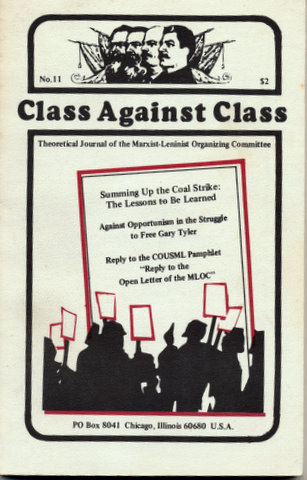 No. 11
$2
Class Against Class
Theoretical Journal of the Marxist-Leninist Organizing Committee
Summing Up the Coal Strike:
The Lessons to Be Learned
Against Opportunism in the Struggle
to Free Gary Tyler
Reply to the COUSML Pamphlet
"Reply to the
Open Letter of the MLOC"
PO Box 8041 Chicago, Illinois 60680 U.S.A.